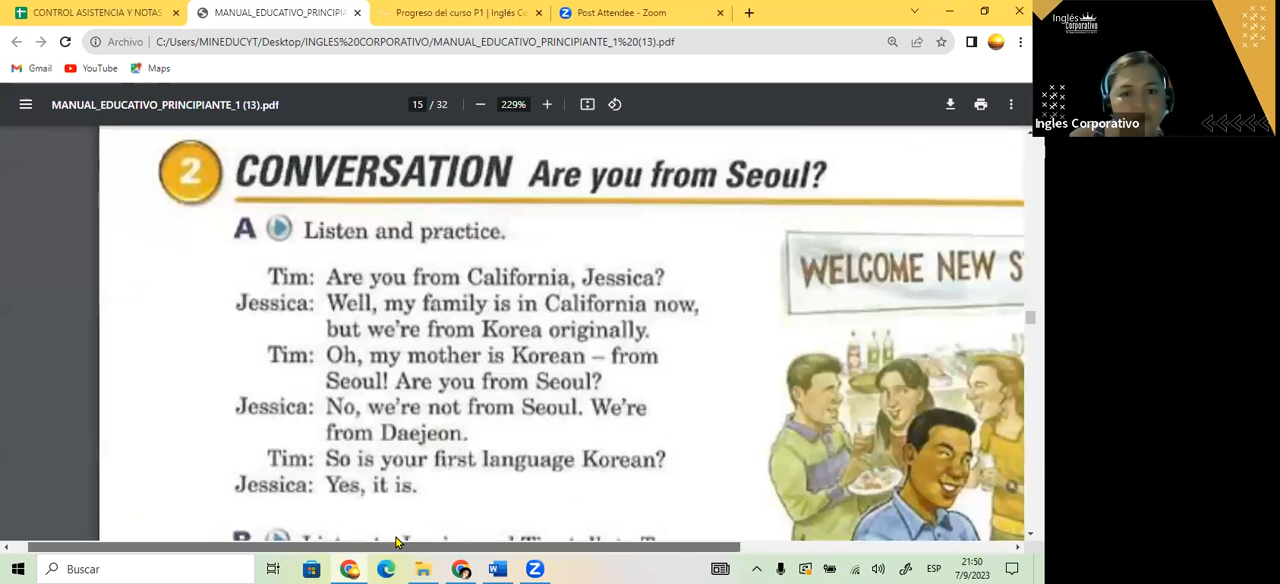 CONTROL ASISTENCIA Y NOTAS
MANUAL_EDUCATIVO_PRINCIPIA
Progreso del curso P1 | Inglés Co
Post Attendee - Zoom
Archivo
C:/Users/MINEDUCYT/Desktop/INGLES%20CORPORATIVO/MANUAL_EDUCATIVO_PRINCIPIANTE_1%20(13).pdf
Gmail
YouTube
Maps
MANUAL_EDUCATIVO_PRINCIPIANTE_1 (13).pdf
15 / 32
229%
Inglés
Corporativo
Ingles Corporativo
2 CONVERSATION Are you from Seoul?
A Listen and practice.
Tim: Are you from California, Jessica?
Jessica: Well, my family is in California now,
but we're from Korea originally.
Tim: Oh, my mother is Korean – from
Seoul! Are you from Seoul?
Jessica: No, we're not from Seoul. We're
from Daejeon.
Tim: So is your first language Korean?
Jessica: Yes, it is.
WELCOME NEW S
Buscar
ESP
21:50
7/9/2023